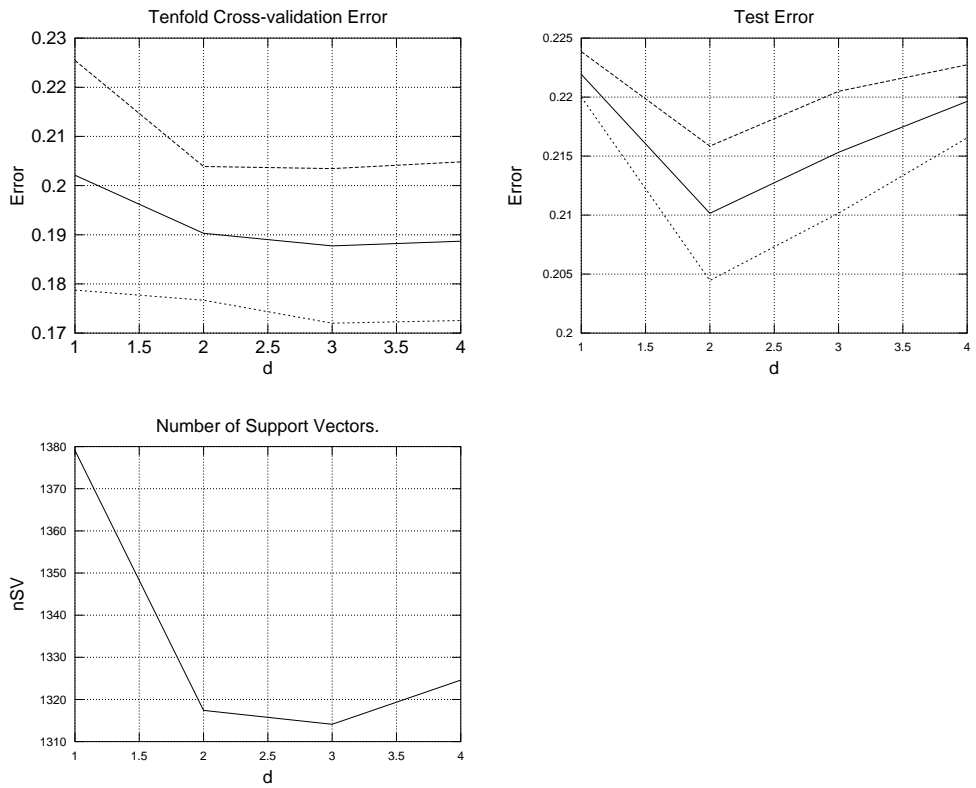 Tenfold Cross-validation Error
0.23
0.22
0.21
0.2
0.19
0.18
0.17
Error
1 1.5 2 2.5 3 3.5 4
d
Test Error
0.225
0.22
0.215
0.21
0.205
0.2
Error
1 1.5 2 2.5 3 3.5 4
d
Number of Support Vectors.
1380
1370
1360
1350
1340
1330
1320
1310
nSV
1 1.5 2 2.5 3 3.5 4
d